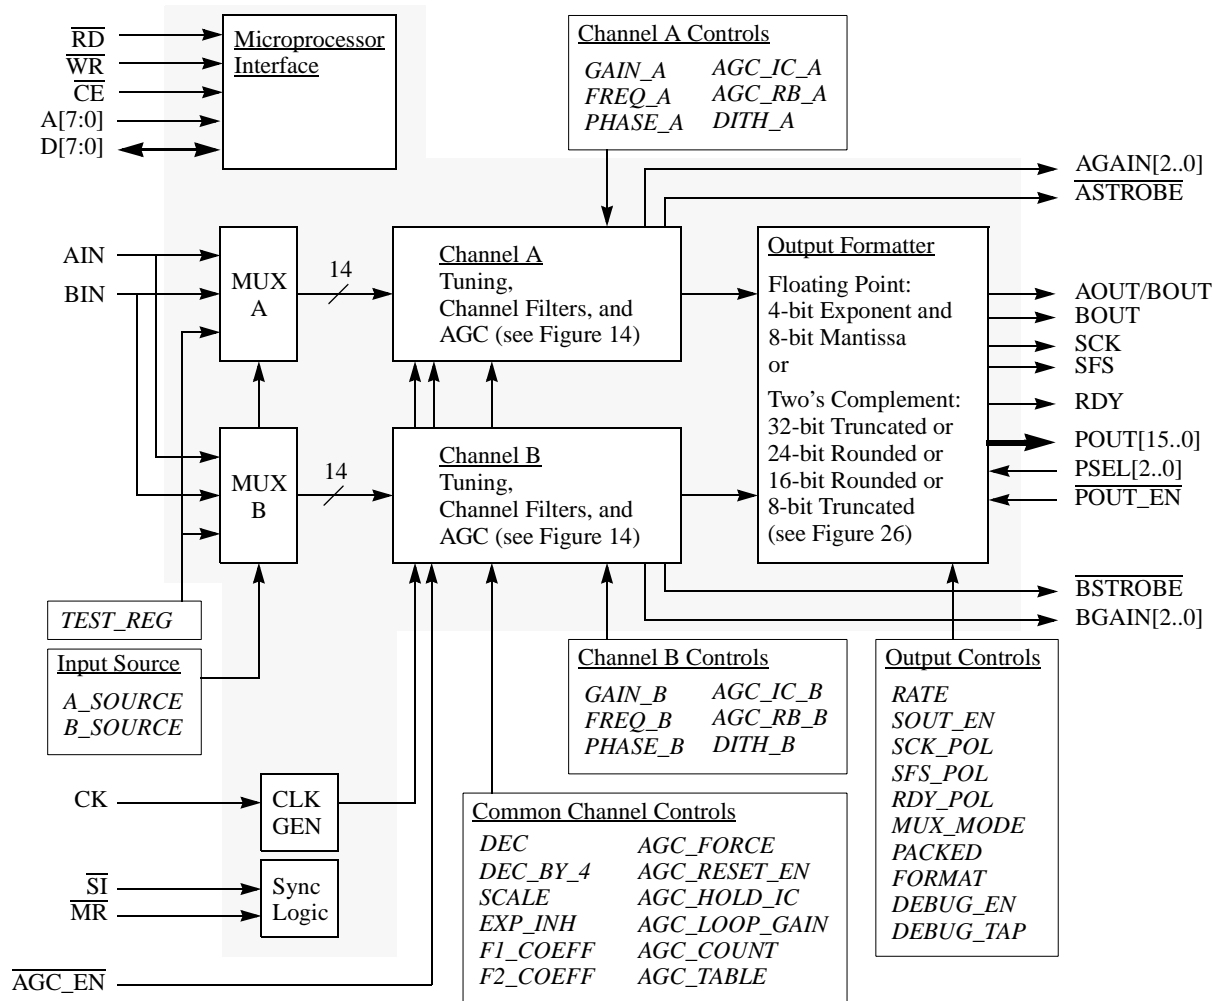 RD
WR
CE
A[7:0]
D[7:0]
Microprocessor
Interface
Channel A Controls
GAIN_A AGC_IC_A
FREQ_A AGC_RB_A
PHASE_A DITH_A
AGAIN[2..0]
ASTROBE
AIN
BIN
MUX
A
14
Channel A
Tuning,
Channel Filters, and
AGC (see Figure 14)
Output Formatter
Floating Point:
4-bit Exponent and
8-bit Mantissa
or
Two's Complement:
32-bit Truncated or
24-bit Rounded or
16-bit Rounded or
8-bit Truncated
(see Figure 26)
AOUT/BOUT
BOUT
SCK
SFS
RDY
POUT[15..0]
PSEL[2..0]
POUT_EN
MUX
B
14
Channel B
Tuning,
Channel Filters, and
AGC (see Figure 14)
BSTROBE
BGAIN[2..0]
TEST_REG
Input Source
A_SOURCE
B_SOURCE
Channel B Controls
GAIN_B AGC_IC_B
FREQ_B AGC_RB_B
PHASE_B DITH_B
Output Controls
RATE
SOUT_EN
SCK_POL
SFS_POL
RDY_POL
MUX_MODE
PACKED
FORMAT
DEBUG_EN
DEBUG_TAP
CK
CLK
GEN
SI
MR
Sync
Logic
AGC_EN
Common Channel Controls
DEC AGC_FORCE
DEC_BY_4 AGC_RESET_EN
SCALE AGC_HOLD_IC
EXP_INH AGC_LOOP_GAIN
F1_COEFF AGC_COUNT
F2_COEFF AGC_TABLE